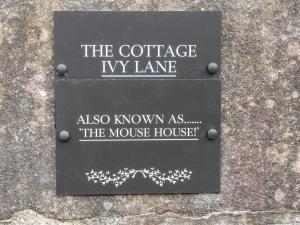 THE COTTAGE
IVY LANE
ALSO KNOWN AS.......
'THE MOUSE HOUSE!'